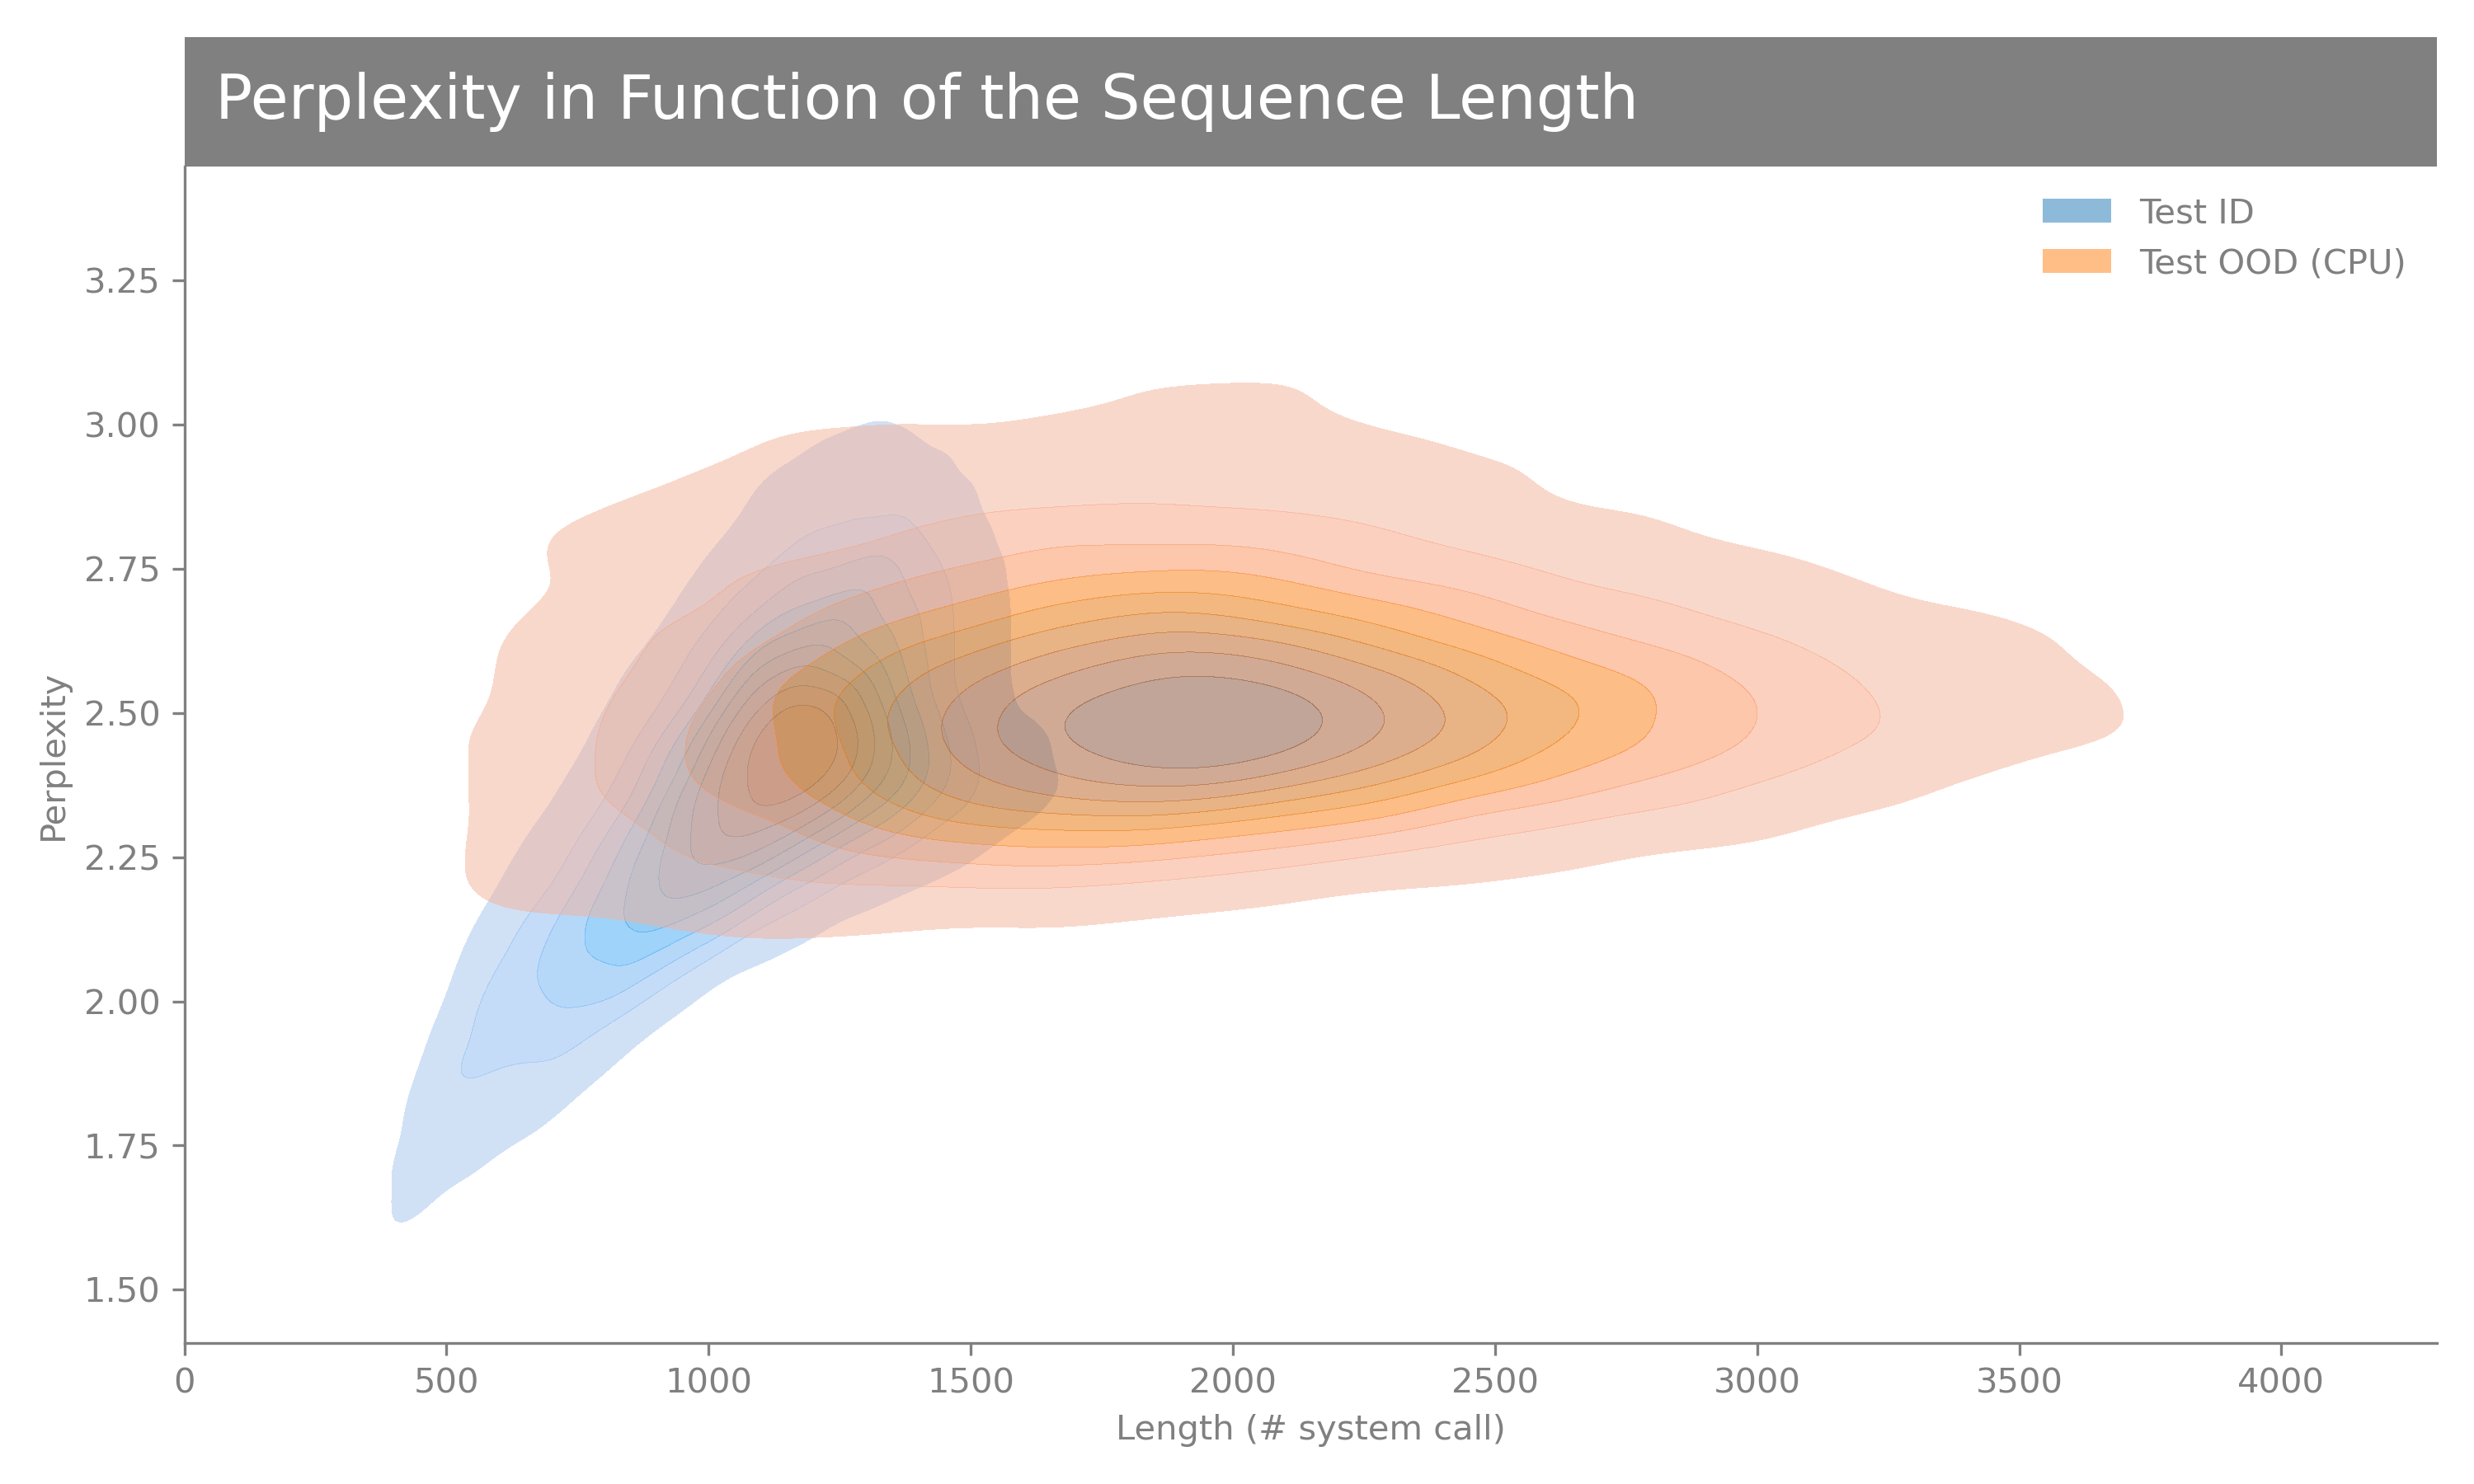 Perplexity in Function of the Sequence Length
Test ID
Test OOD (CPU)
3.25
3.00
2.75
2.50
2.25
2.00
1.75
1.50
Perplexity
0 500 1000 1500 2000 2500 3000 3500 4000
Length (# system call)